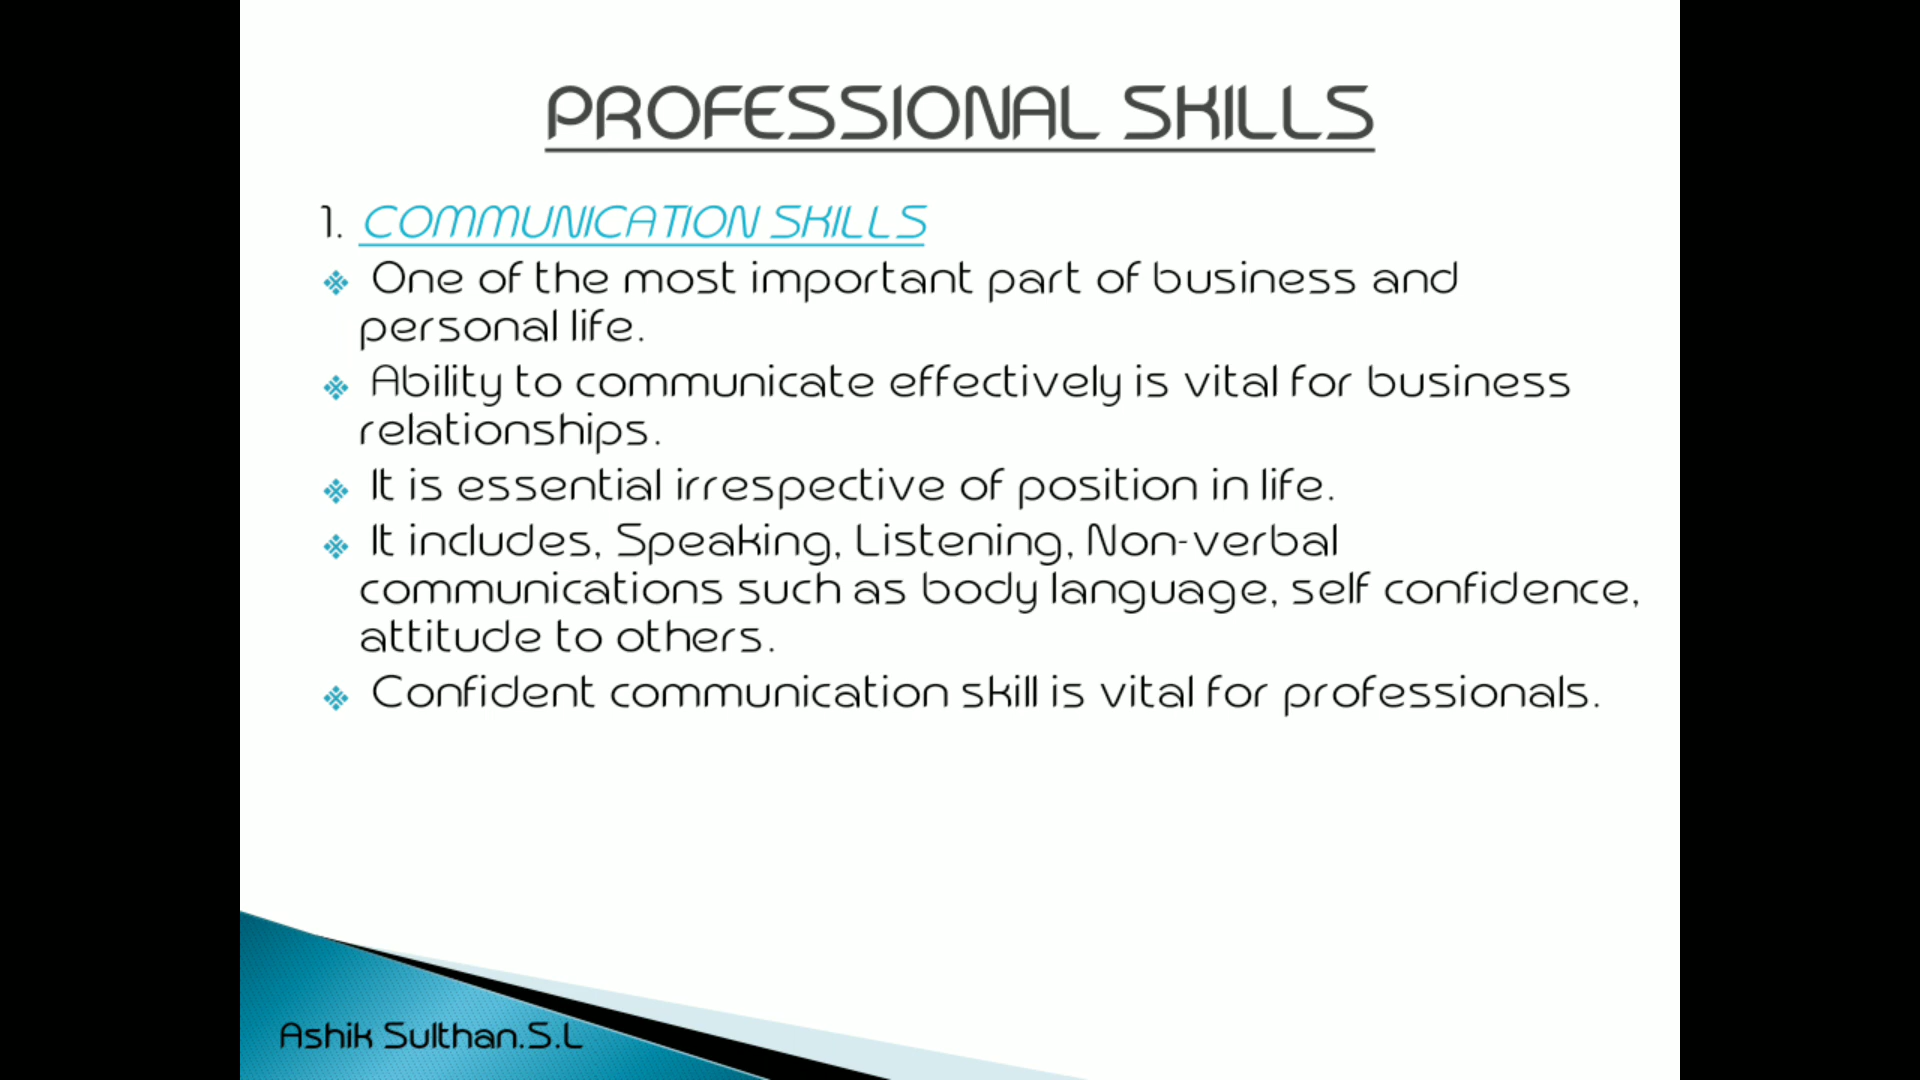 PROFESSIONAL SKILLS
1. COMMUNICATION SKILLS
One of the most important part of business and
personal life.
Ability to communicate effectively is vital for business
relationships.
It is essential irrespective of position in life.
It includes, Speaking, Listening, Non-verbal
communications such as body language, self confidence,
attitude to others.
Confident communication skill is vital for professionals.
Ashik Sulthan.S.L